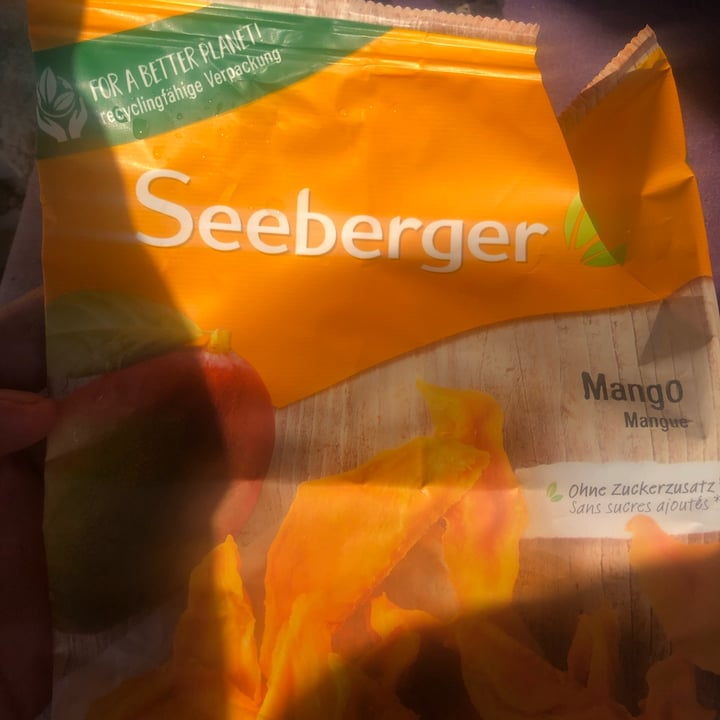 FOR A BETTER PLANET!
recyclingfähige Verpackung
Seeberger
Mango
Mangue
Ohne Zuckerzusatz*
Sans sucres ajoutés*